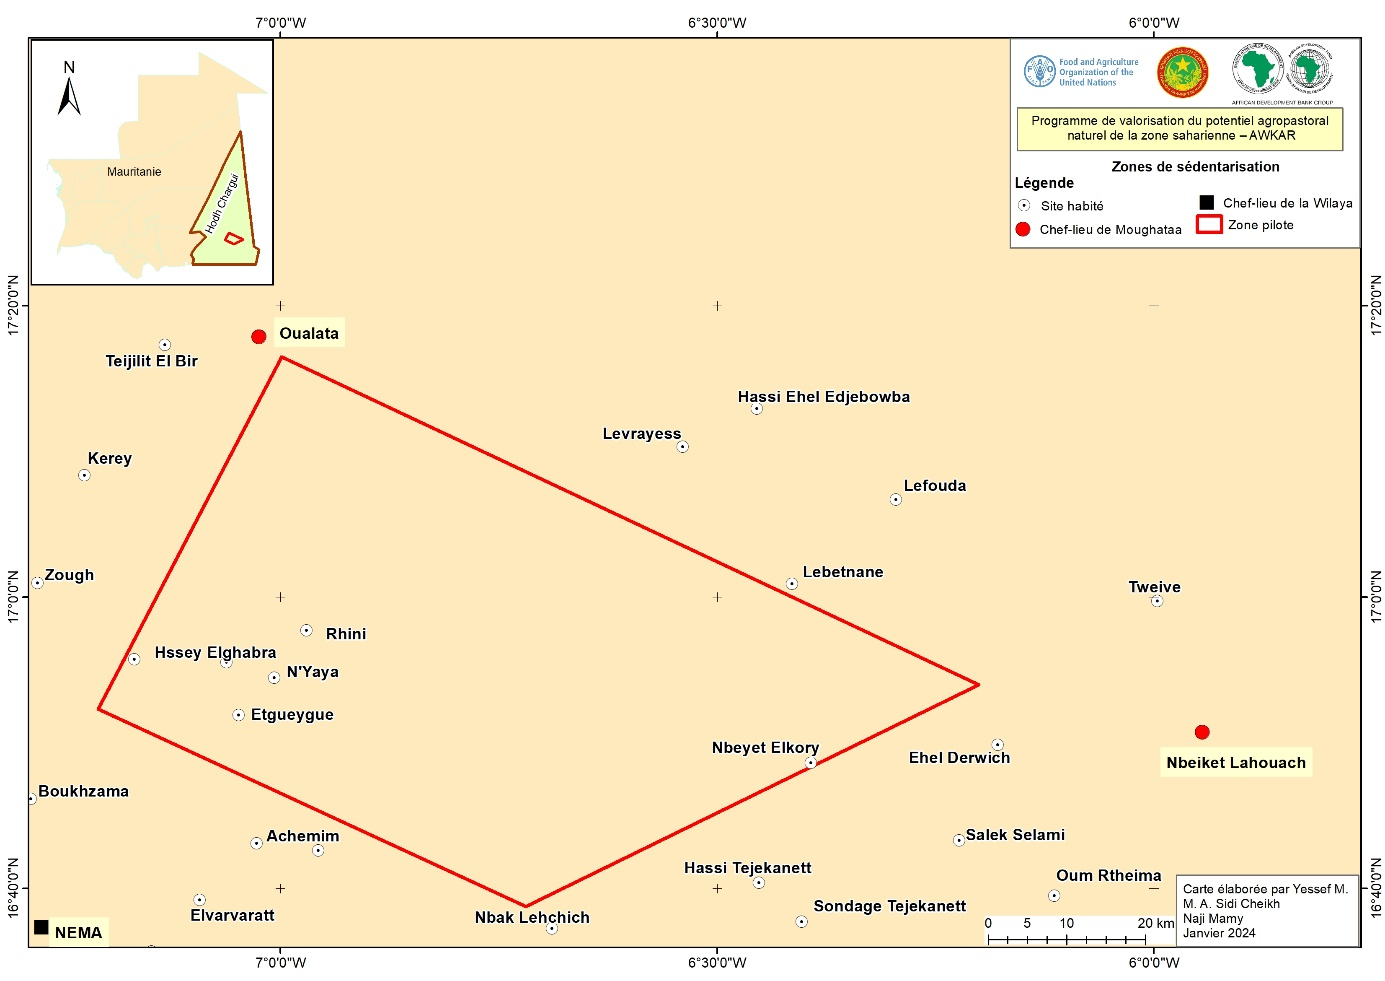 7°0'0"W
6°30'0"W
6°0'0"W
N
Mauritanie
Hodh Chargui
FAO
Food and Agriculture
Organization of the
United Nations
AFRICAN DEVELOPMENT BANK GROUP
Programme de valorisation du potentiel agropastoral
naturel de la zone saharienne – AWKAR
Zones de sédentarisation
Légende
Site habité
Chef-lieu de la Wilaya
Chef-lieu de Moughataa
Zone pilote
17°20'0"N
17°20'0"N
Oualata
Teijilit El Bir
Hassi Ehel Edjebowba
Levrayess
Kerey
Lefouda
Zough
Lebetnane
Tweive
17°0'0"N
17°0'0"N
Rhini
Hssey Elghabra
N'Yaya
Etgueygue
Nbeyet Elkory
Ehel Derwich
Nbeiket Lahouach
Boukhzama
Achemim
Salek Selami
Hassi Tejekanett
Oum Rtheima
16°40'0"N
16°40'0"N
Elvarvaratt
Nbak Lehchich
Sondage Tejekanett
NEMA
0 5 10 20 km
Carte élaborée par Yessef M.
M. A. Sidi Cheikh
Naji Mamy
Janvier 2024
7°0'0"W
6°30'0"W
6°0'0"W